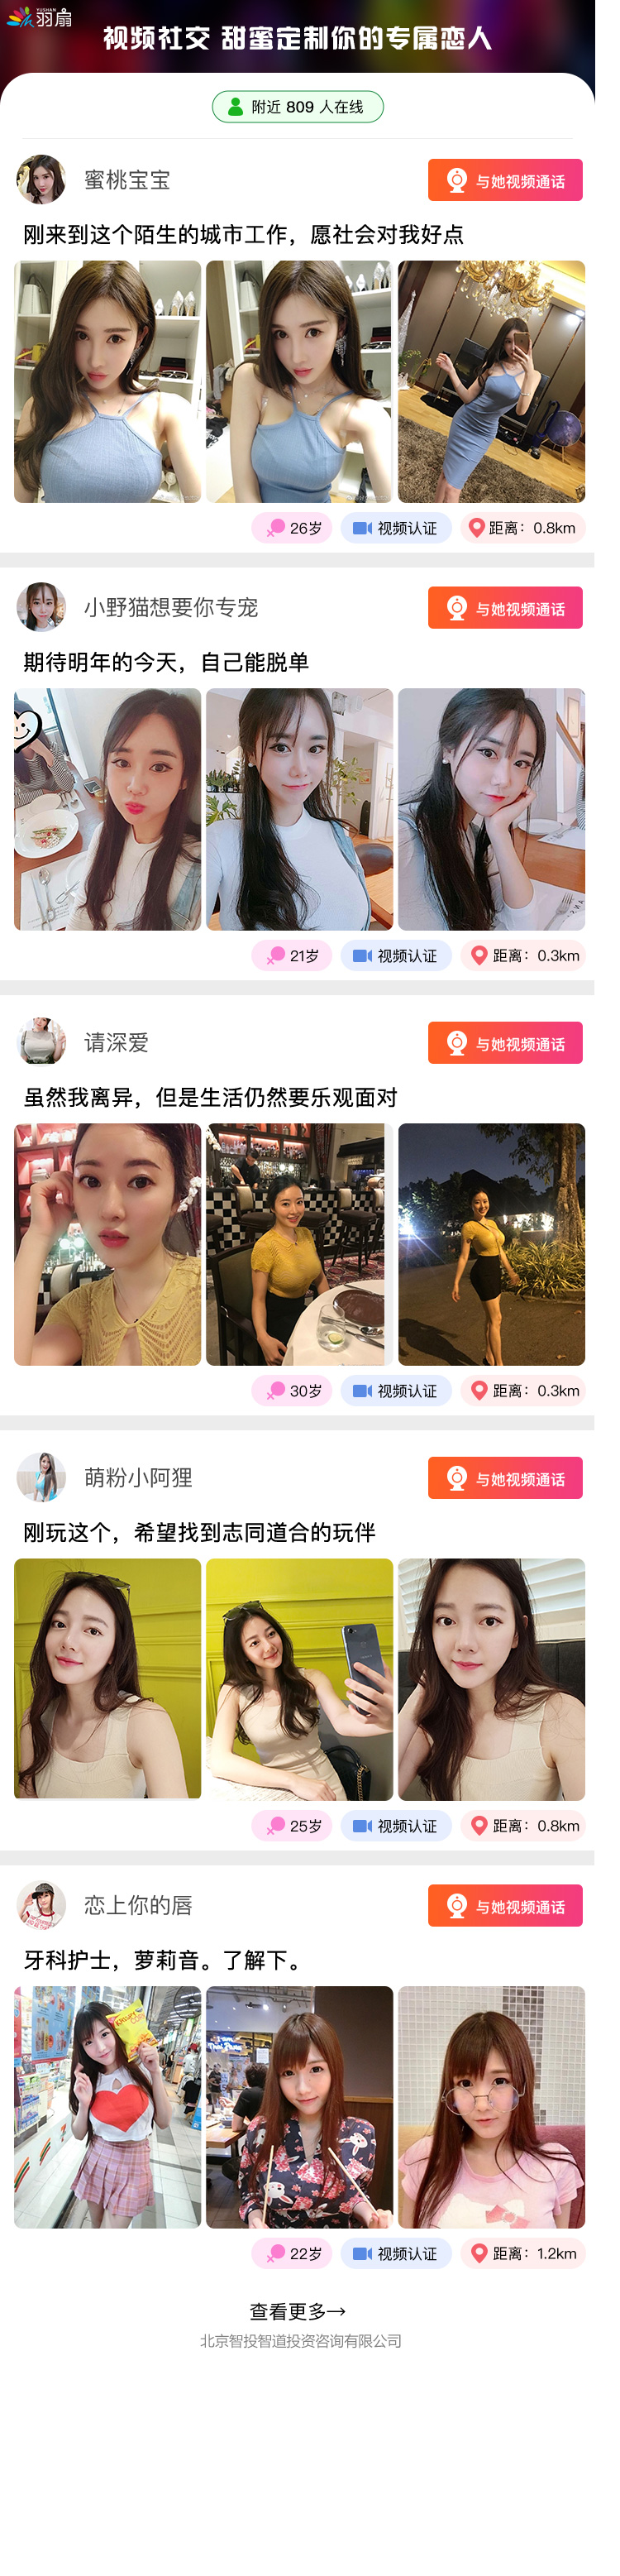 YUSHAN
羽扇
视频社交 甜蜜定制你的专属恋人
附近 809 人在线
蜜桃宝宝
与她视频通话
刚来到这个陌生的城市工作，愿社会对我好点
26岁 视频认证 距离：0.8km
小野猫想要你专宠
与她视频通话
期待明年的今天，自己能脱单
21岁 视频认证 距离：0.3km
请深爱
与她视频通话
虽然我离异，但是生活仍然要乐观面对
30岁 视频认证 距离：0.3km
萌粉小阿狸
与她视频通话
刚玩这个，希望找到志同道合的玩伴
25岁 视频认证 距离：0.8km
恋上你的唇
与她视频通话
牙科护士，萝莉音。了解下。
22岁 视频认证 距离：1.2km
查看更多→
北京智投智道投资咨询有限公司